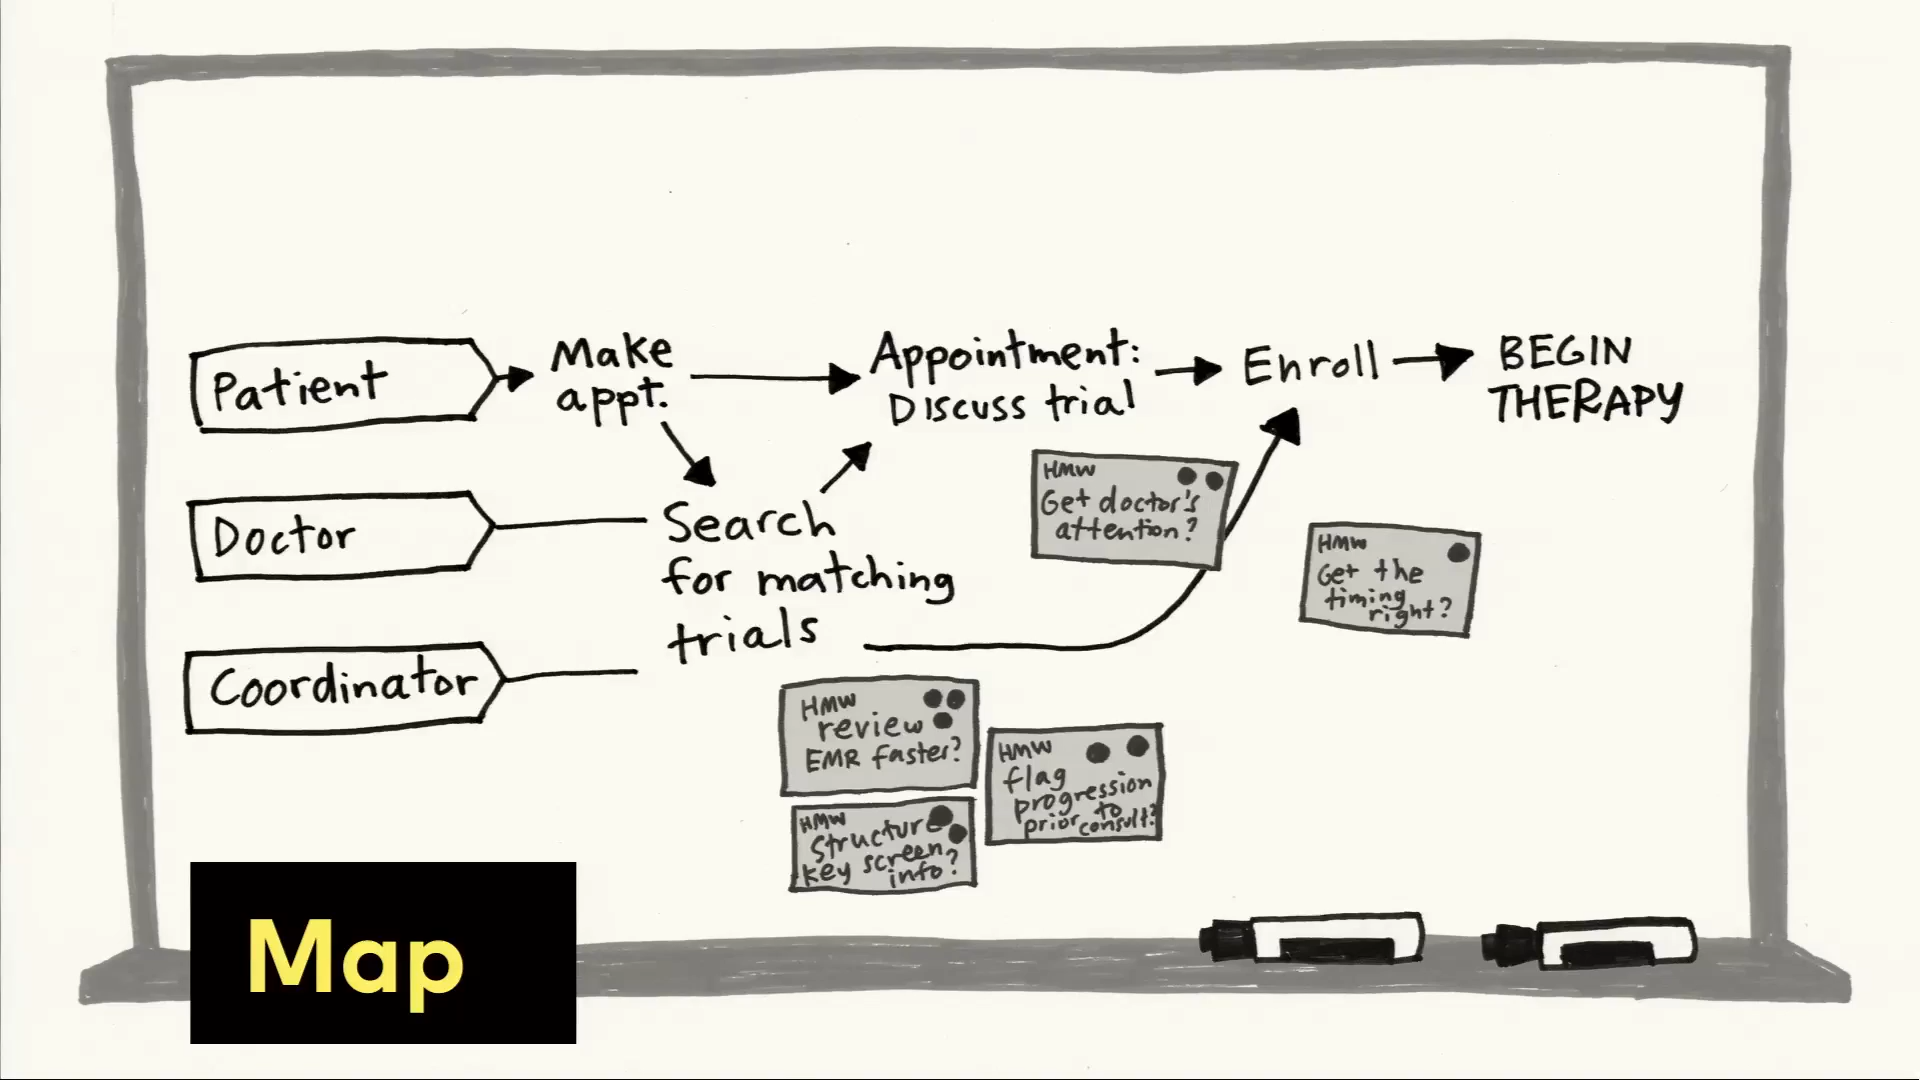 Patient
Make
appt.
Appointment:
Discuss trial
Enroll
BEGIN
THERAPY
Doctor
Search
for matching
trials
Coordinator
HMW
Get doctor's
attention?
HMW
Get the
timing
right?
HMW
review
EMR faster?
HMW
flag
progression
prior to
consult?
HMW
Structure
key screen
info?
Map